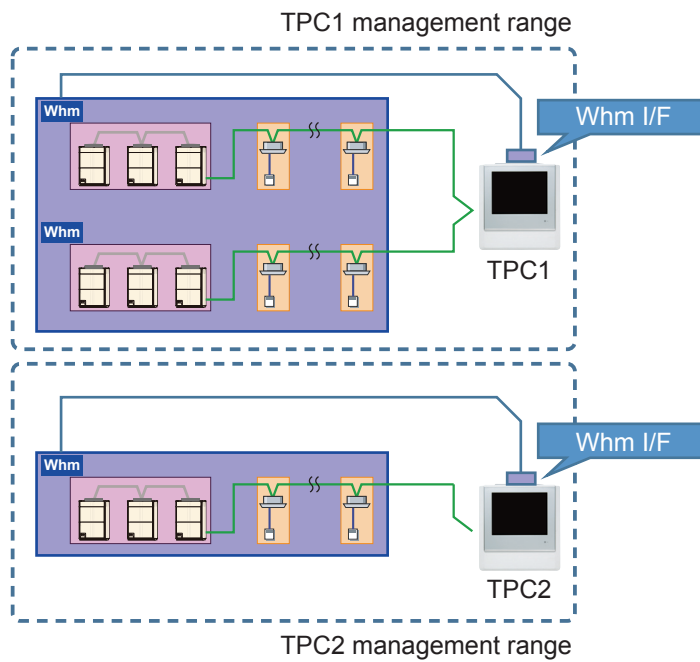 TPC1 management range
Whm
Whm I/F
Whm
TPC1
Whm I/F
Whm
TPC2
TPC2 management range